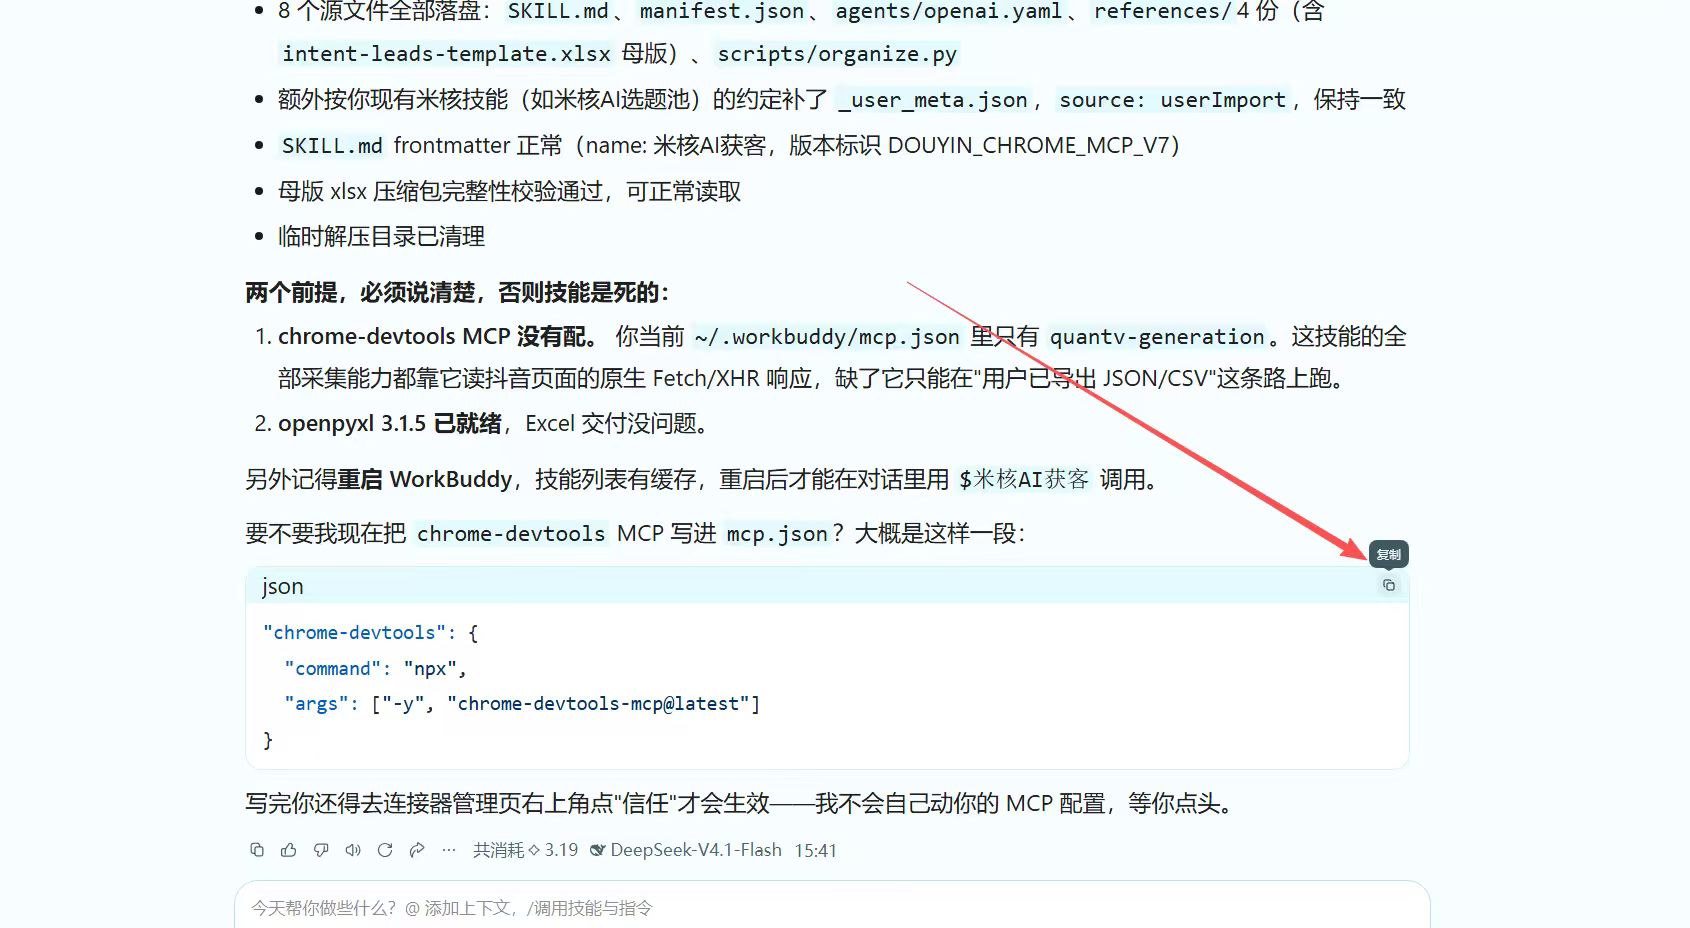 • 8 个源文件全部落盘：SKILL.md、manifest.json、agents/openai.yaml、references/ 4 份（含
intent-leads-template.xlsx 母版）、scripts/organize.py
• 额外按你现有米核技能（如米核AI选题池）的约定补了 _user_meta.json，source: userImport，保持一致
• SKILL.md frontmatter 正常（name: 米核AI获客，版本标识 DOUYIN_CHROME_MCP_V7）
• 母版 xlsx 压缩包完整性校验通过，可正常读取
• 临时解压目录已清理
两个前提，必须说清楚，否则技能是死的：
1. chrome-devtools MCP 没有配。 你当前 ~/.workbuddy/mcp.json 里只有 quantv-generation。这技能的全
部采集能力都靠它读抖音页面的原生 Fetch/XHR 响应，缺了它只能在"用户已导出 JSON/CSV"这条路上跑。
2. openpyxl 3.1.5 已就绪，Excel 交付没问题。
另外记得重启 WorkBuddy，技能列表有缓存，重启后才能在对话里用 $米核AI获客 调用。
要不要我现在把 chrome-devtools MCP 写进 mcp.json？大概是这样一段：
复制
json
"chrome-devtools": {
  "command": "npx",
  "args": ["-y", "chrome-devtools-mcp@latest"]
}
写完你还得去连接器管理页右上角点"信任"才会生效——我不会自己动你的 MCP 配置，等你点头。
共消耗 3.19 DeepSeek-V4.1-Flash 15:41
今天帮你做些什么？@ 添加上下文，/调用技能与指令